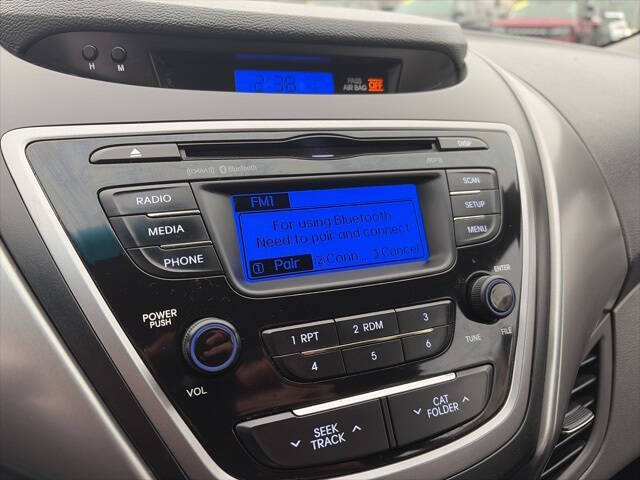 H M
2:38
PASS
AIR BAG OFF
Bluetooth
DISP
RADIO
MEDIA
PHONE
FM1
For using Bluetooth
Need to pair and connect
1 Pair 2Conn... 3Cancel
SCAN
SETUP
MENU
ENTER
POWER
PUSH
VOL
1 RPT 2 RDM 3
4 5 6
TUNE FILE
SEEK
TRACK
CAT
FOLDER